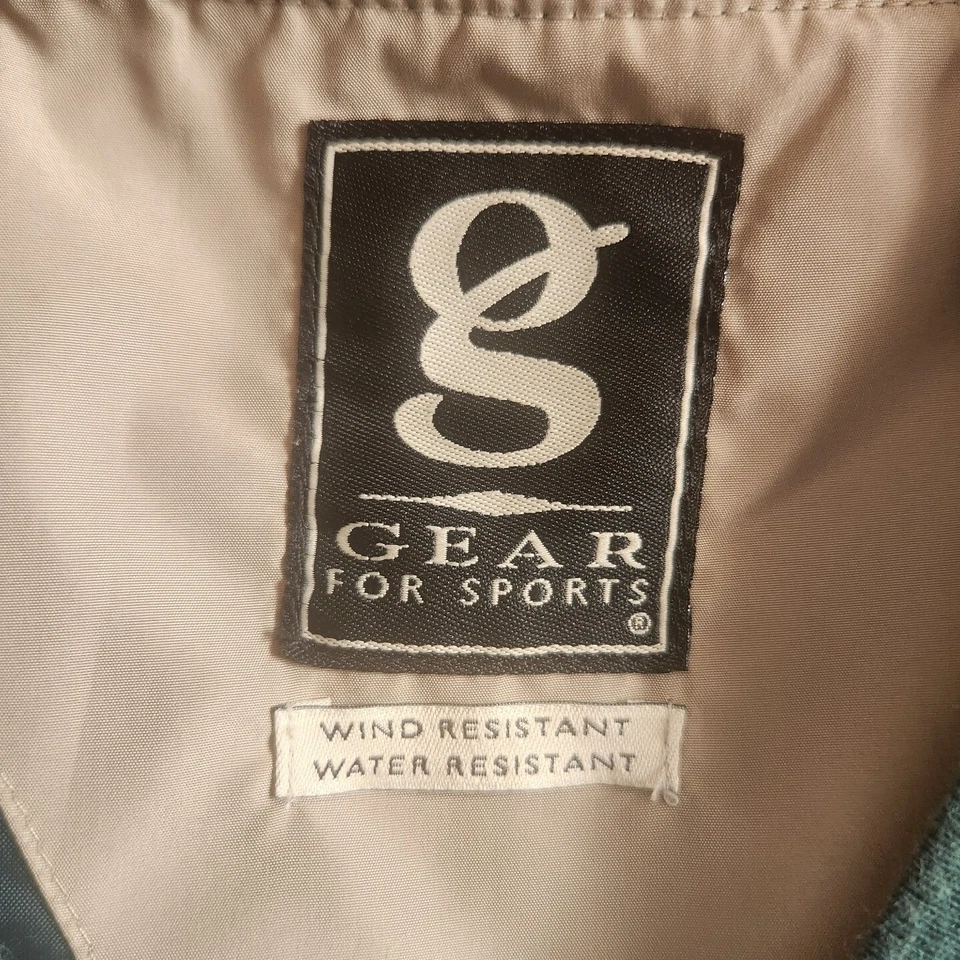 g
GEAR
FOR SPORTS
®
WIND RESISTANT
WATER RESISTANT